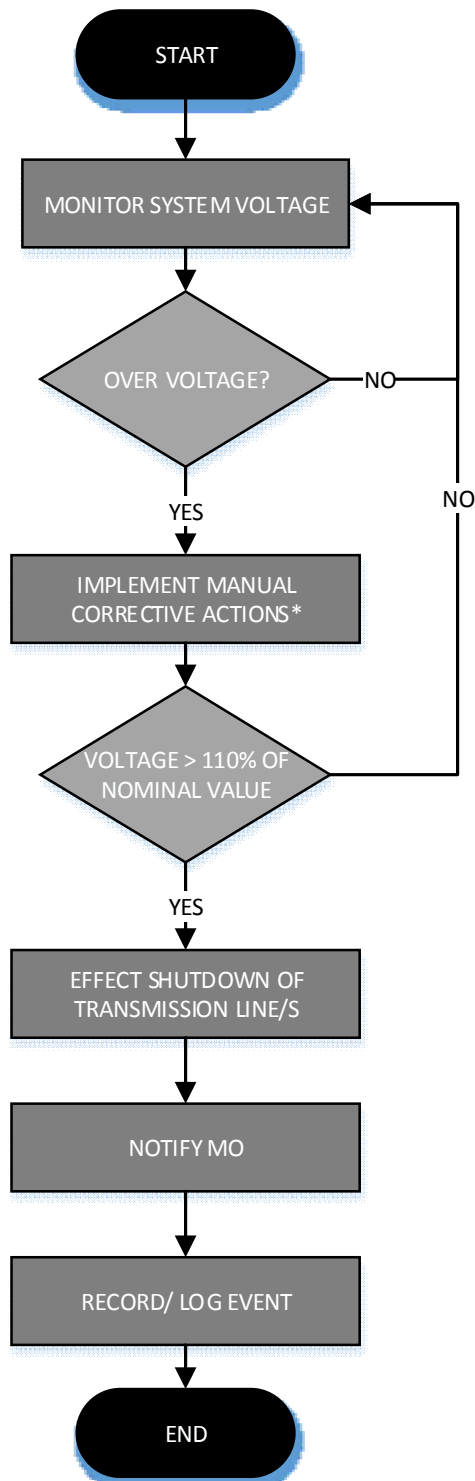 START
MONITOR SYSTEM VOLTAGE
OVER VOLTAGE?
NO
NO
YES
IMPLEMENT MANUAL
CORRECTIVE ACTIONS*
VOLTAGE > 110% OF
NOMINAL VALUE
YES
EFFECT SHUTDOWN OF
TRANSMISSION LINE/S
NOTIFY MO
RECORD/ LOG EVENT
END